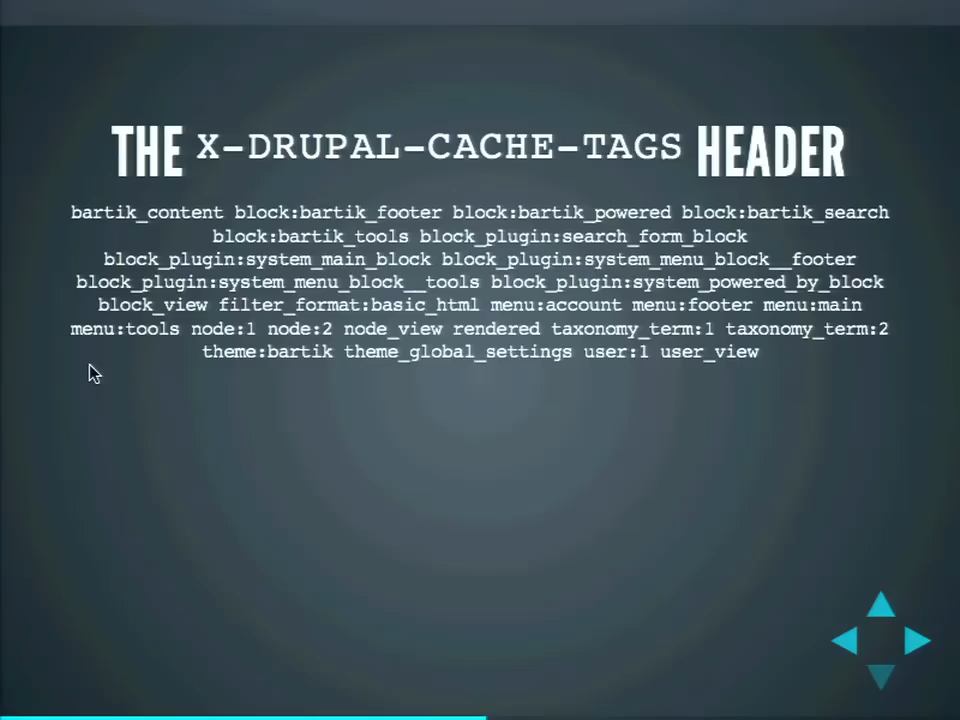 THE X-DRUPAL-CACHE-TAGS HEADER
bartik_content block:bartik_footer block:bartik_powered block:bartik_search
block:bartik_tools block_plugin:search_form_block
block_plugin:system_main_block block_plugin:system_menu_block__footer
block_plugin:system_menu_block__tools block_plugin:system_powered_by_block
block_view filter_format:basic_html menu:account menu:footer menu:main
menu:tools node:1 node:2 node_view rendered taxonomy_term:1 taxonomy_term:2
theme:bartik theme_global_settings user:1 user_view